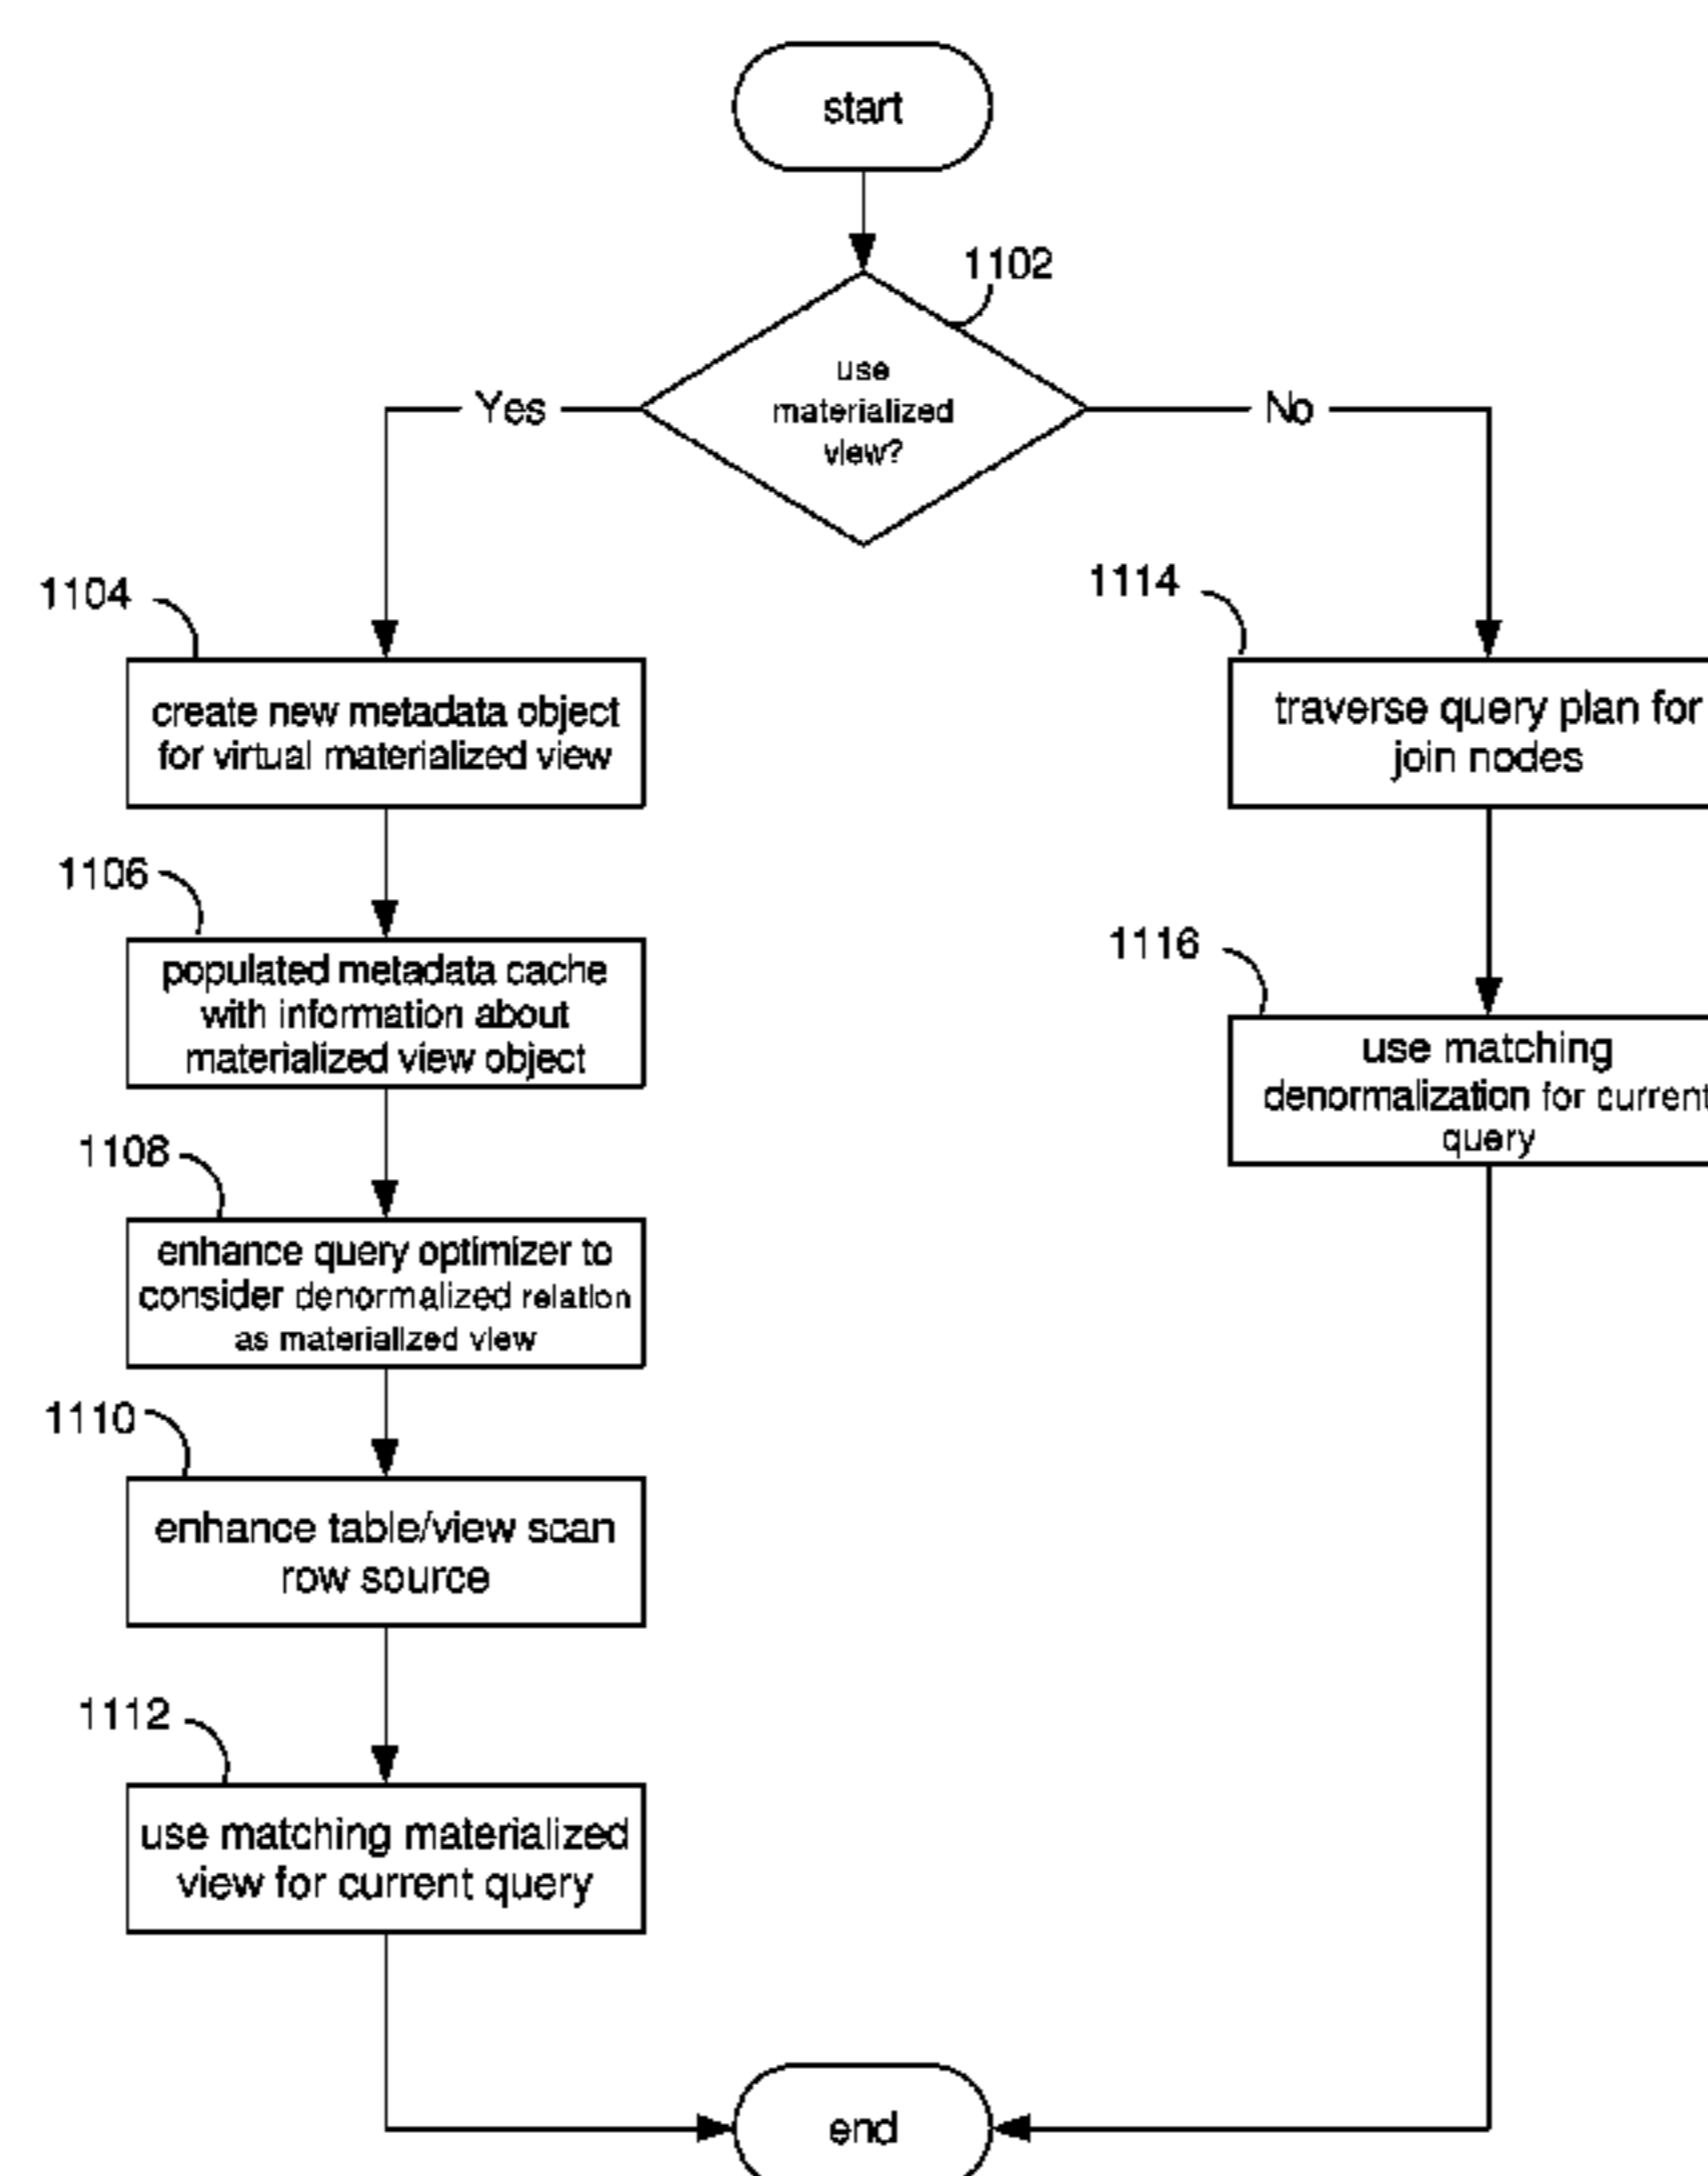 start
1102
use
materialized
view?
Yes
No
1104
create new metadata object
for virtual materialized view
1114
traverse query plan for
join nodes
1106
populated metadata cache
with information about
materialized view object
1116
use matching
denormalization for current
query
1108
enhance query optimizer to
consider denormalized relation
as materialized view
1110
enhance table/view scan
row source
1112
use matching materialized
view for current query
end